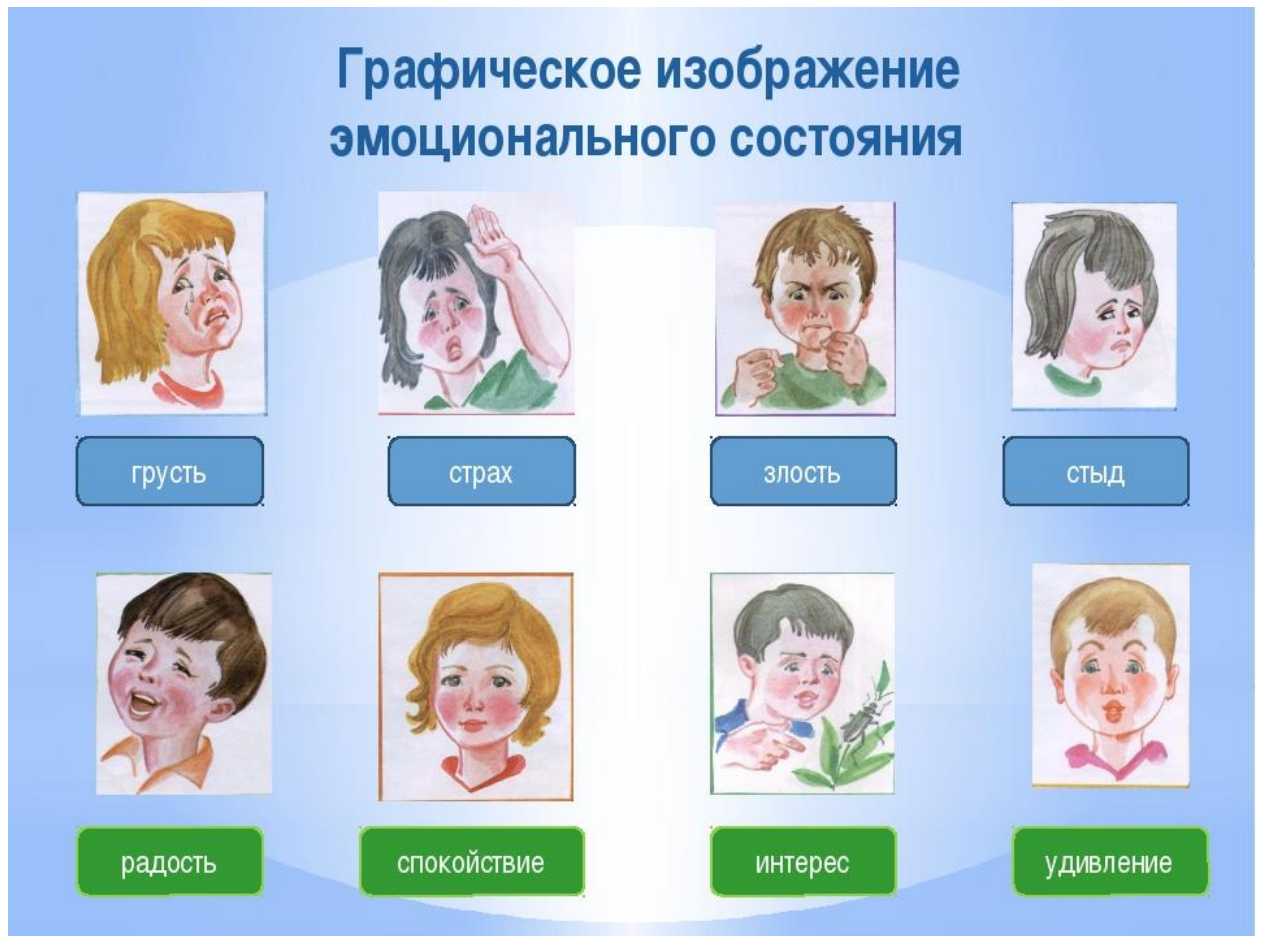 Графическое изображение
эмоционального состояния
грусть
страх
злость
стыд
радость
спокойствие
интерес
удивление